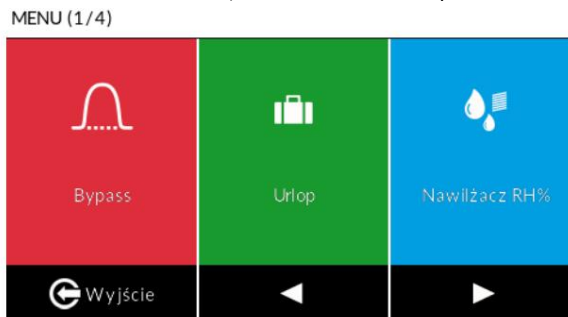 MENU (1/4)
Bypass
Urlop
Nawilżacz RH%
Wyjście